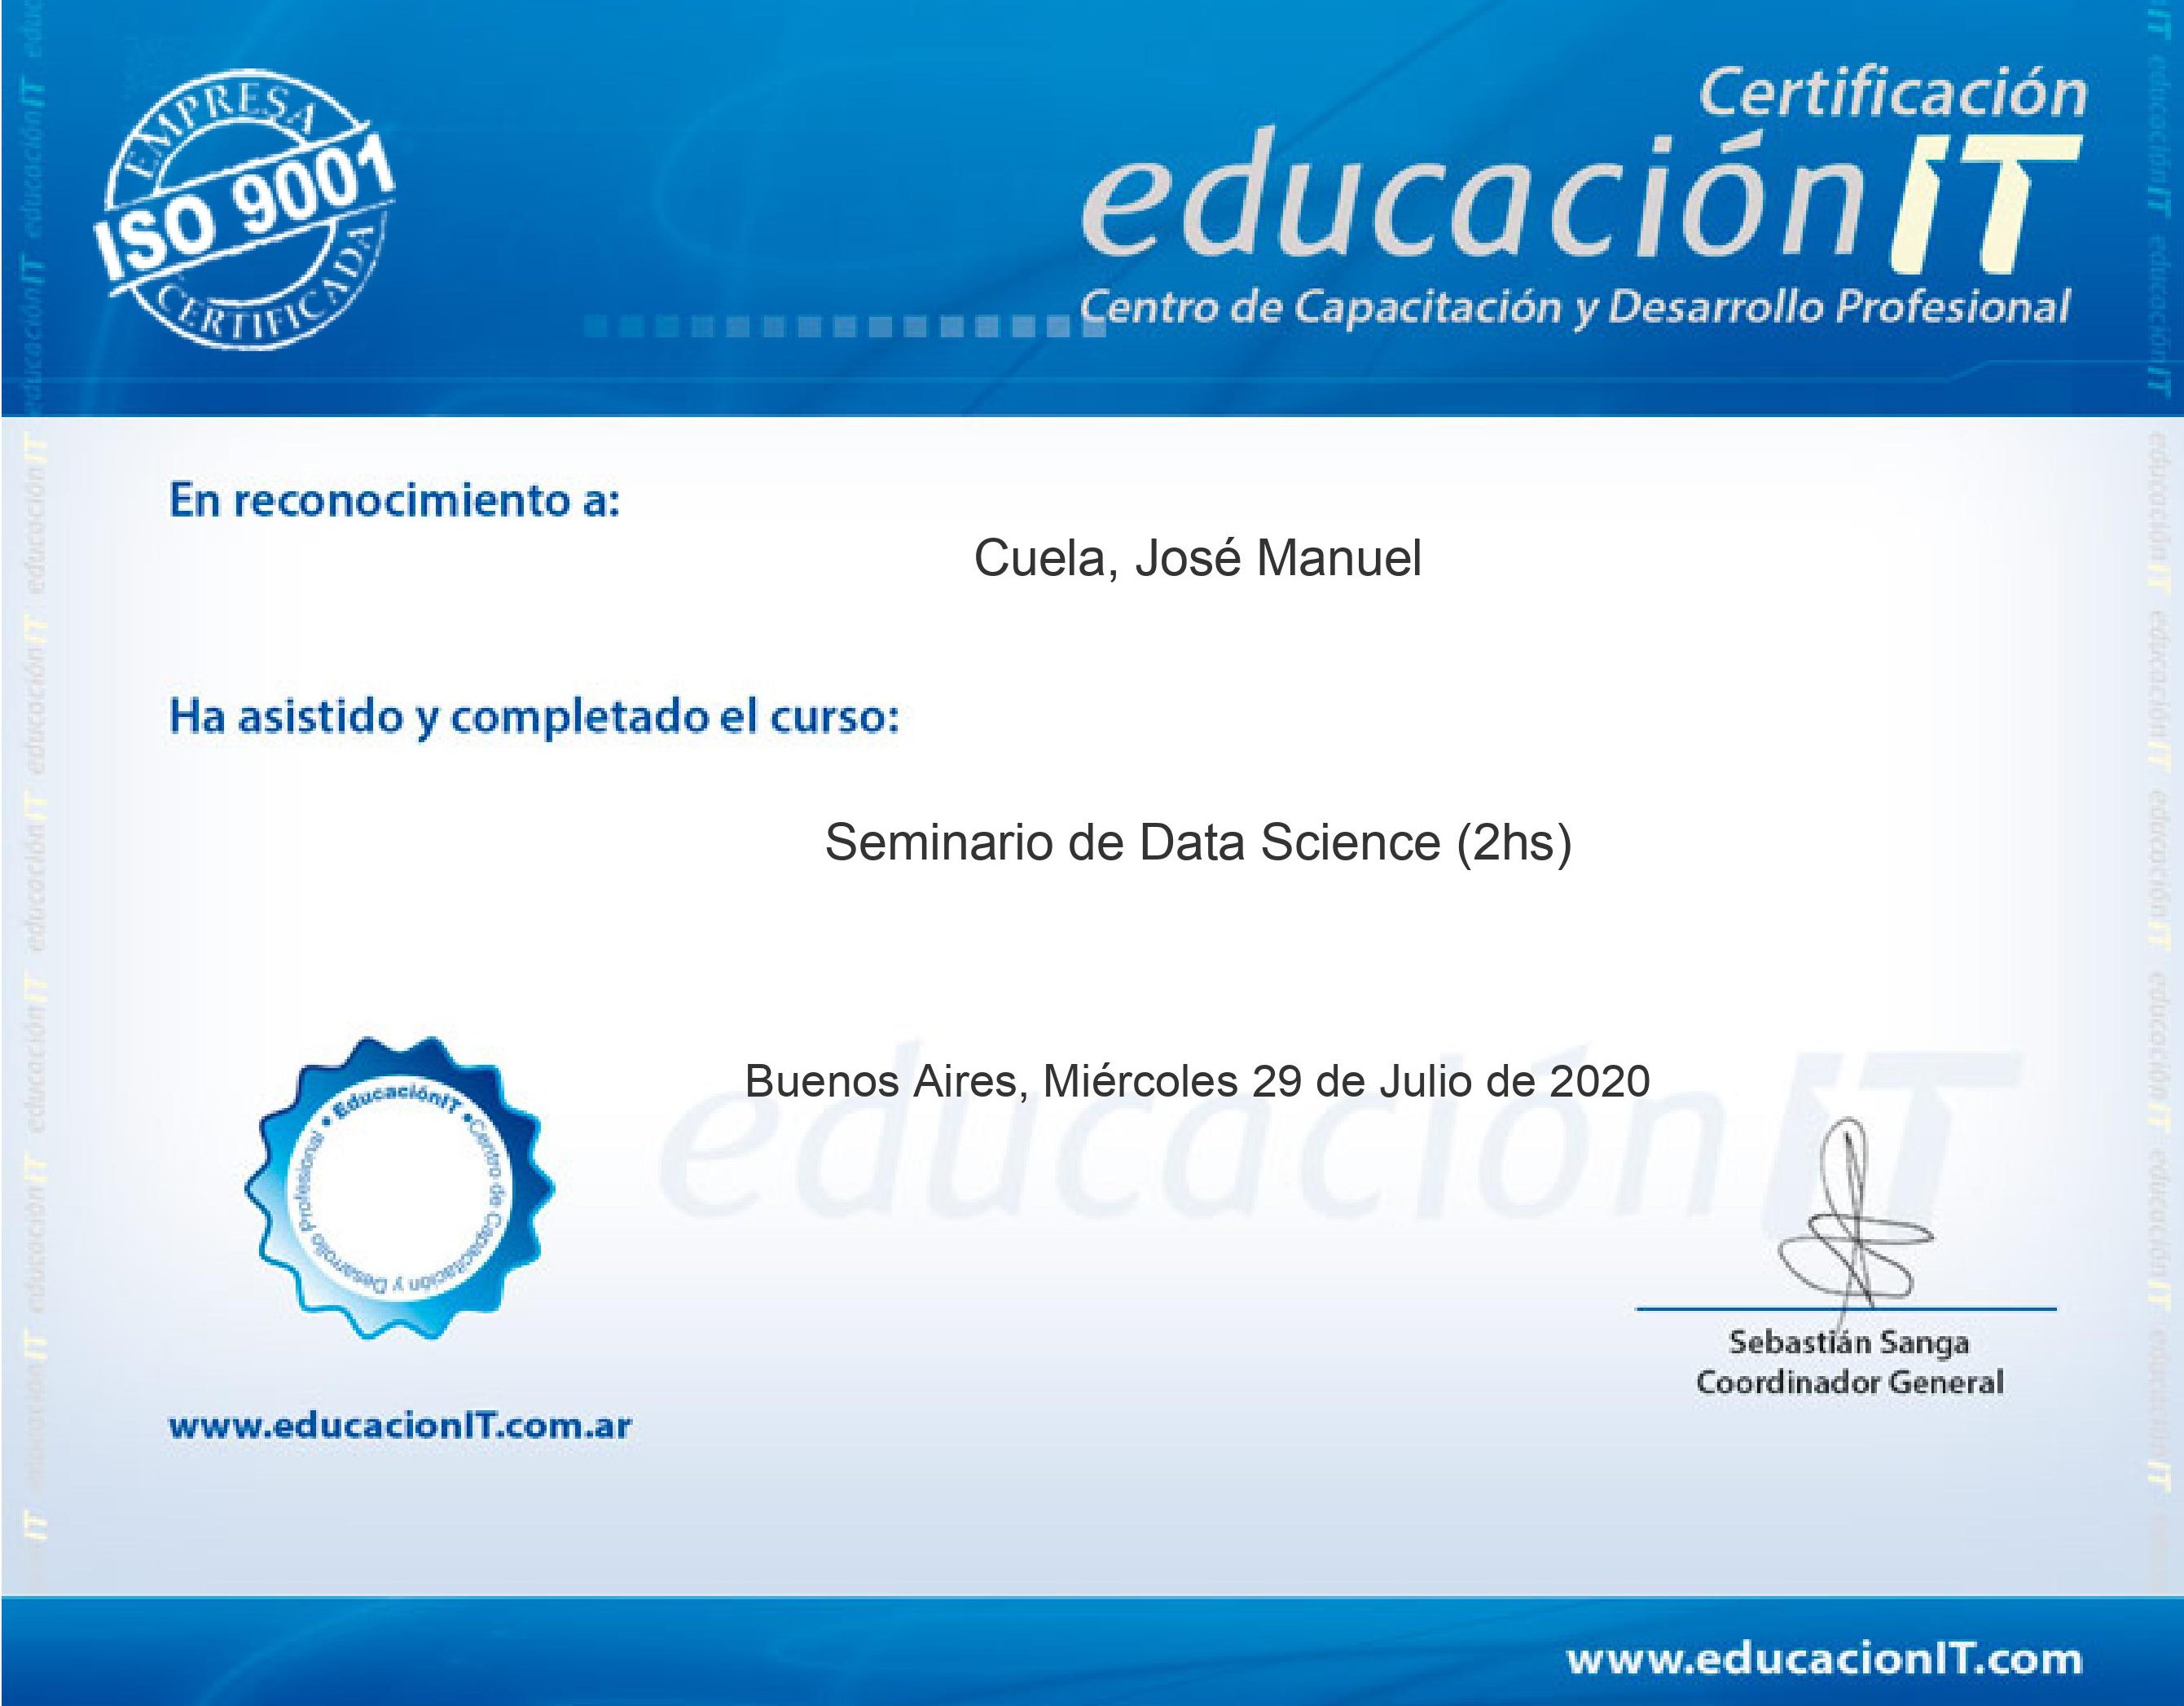 EMPRESA
ISO 9001
CERTIFICADA
Certificación
educaciónIT
Centro de Capacitación y Desarrollo Profesional
En reconocimiento a:
Cuela, José Manuel
Ha asistido y completado el curso:
Seminario de Data Science (2hs)
Buenos Aires, Miércoles 29 de Julio de 2020
educaciónIT
• EducaciónIT • Centro de Capacitación y Desarrollo Profesional
Sebastián Sanga
Coordinador General
www.educacionIT.com.ar
www.educacionIT.com